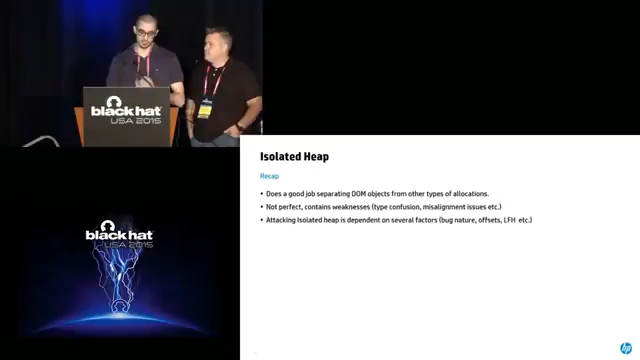 black hat
USA 2015
Isolated Heap
Recap
• Does a good job separating DOM objects from other types of allocations.
• Not perfect, contains weaknesses (type confusion, misalignment issues etc.)
• Attacking Isolated heap is dependent on several factors (bug nature, offsets, LFH etc.)
black hat
USA 2015
hp